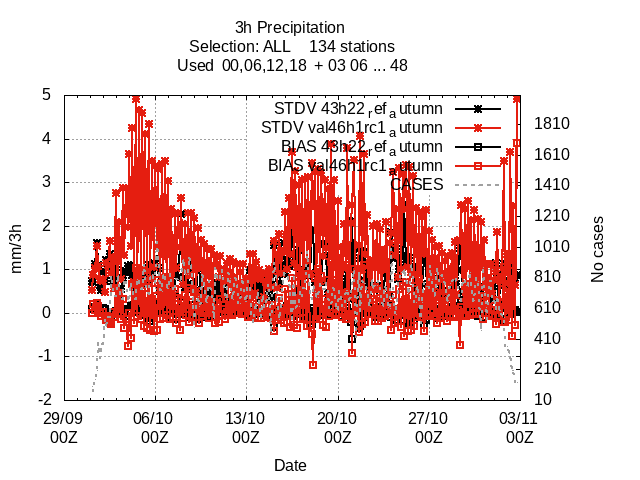 3h Precipitation
Selection: ALL 134 stations
Used 00,06,12,18 + 03 06 ... 48
STDV 43h22_ref_autumn
STDV val46h1rc1_autumn
BIAS 43h22_ref_autumn
BIAS val46h1rc1_autumn
CASES
mm/3h
5
4
3
2
1
0
-1
-2
No cases
1810
1610
1410
1210
1010
810
610
410
210
10
29/09 06/10 13/10 20/10 27/10 03/11
00Z 00Z 00Z 00Z 00Z 00Z
Date